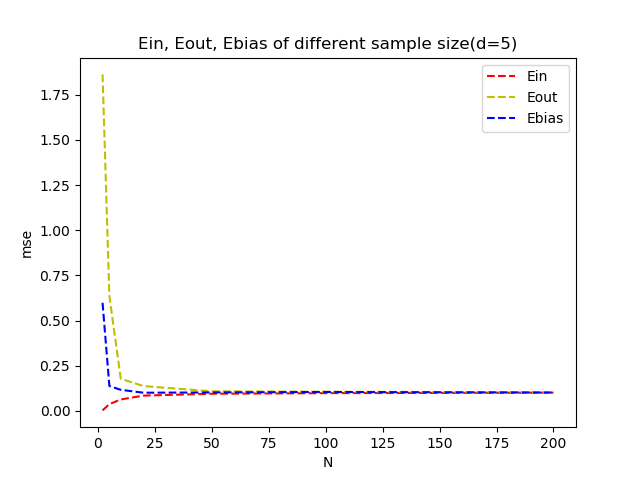 Ein, Eout, Ebias of different sample size(d=5)
Ein
Eout
Ebias
mse
1.75
1.50
1.25
1.00
0.75
0.50
0.25
0.00
0 25 50 75 100 125 150 175 200
N